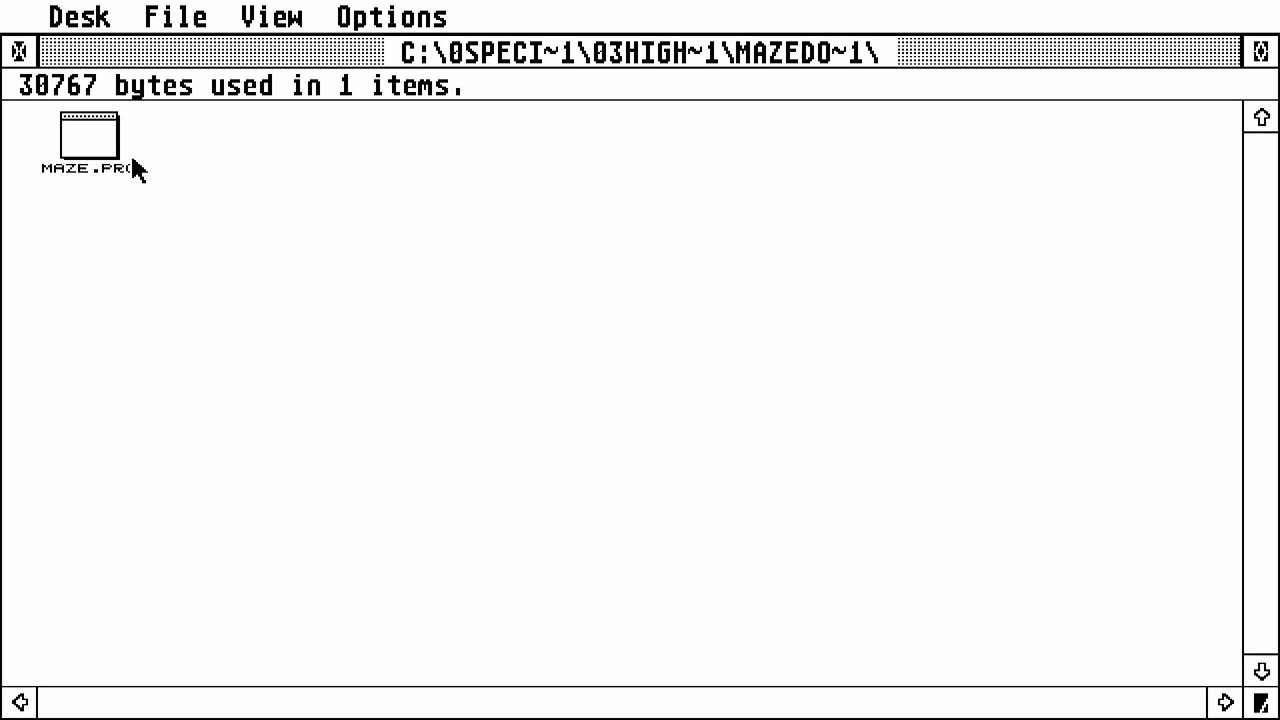 Desk File View Options
C:\0SPECI~1\03HIGH~1\MAZEDO~1\
30767 bytes used in 1 items.
MAZE.PR